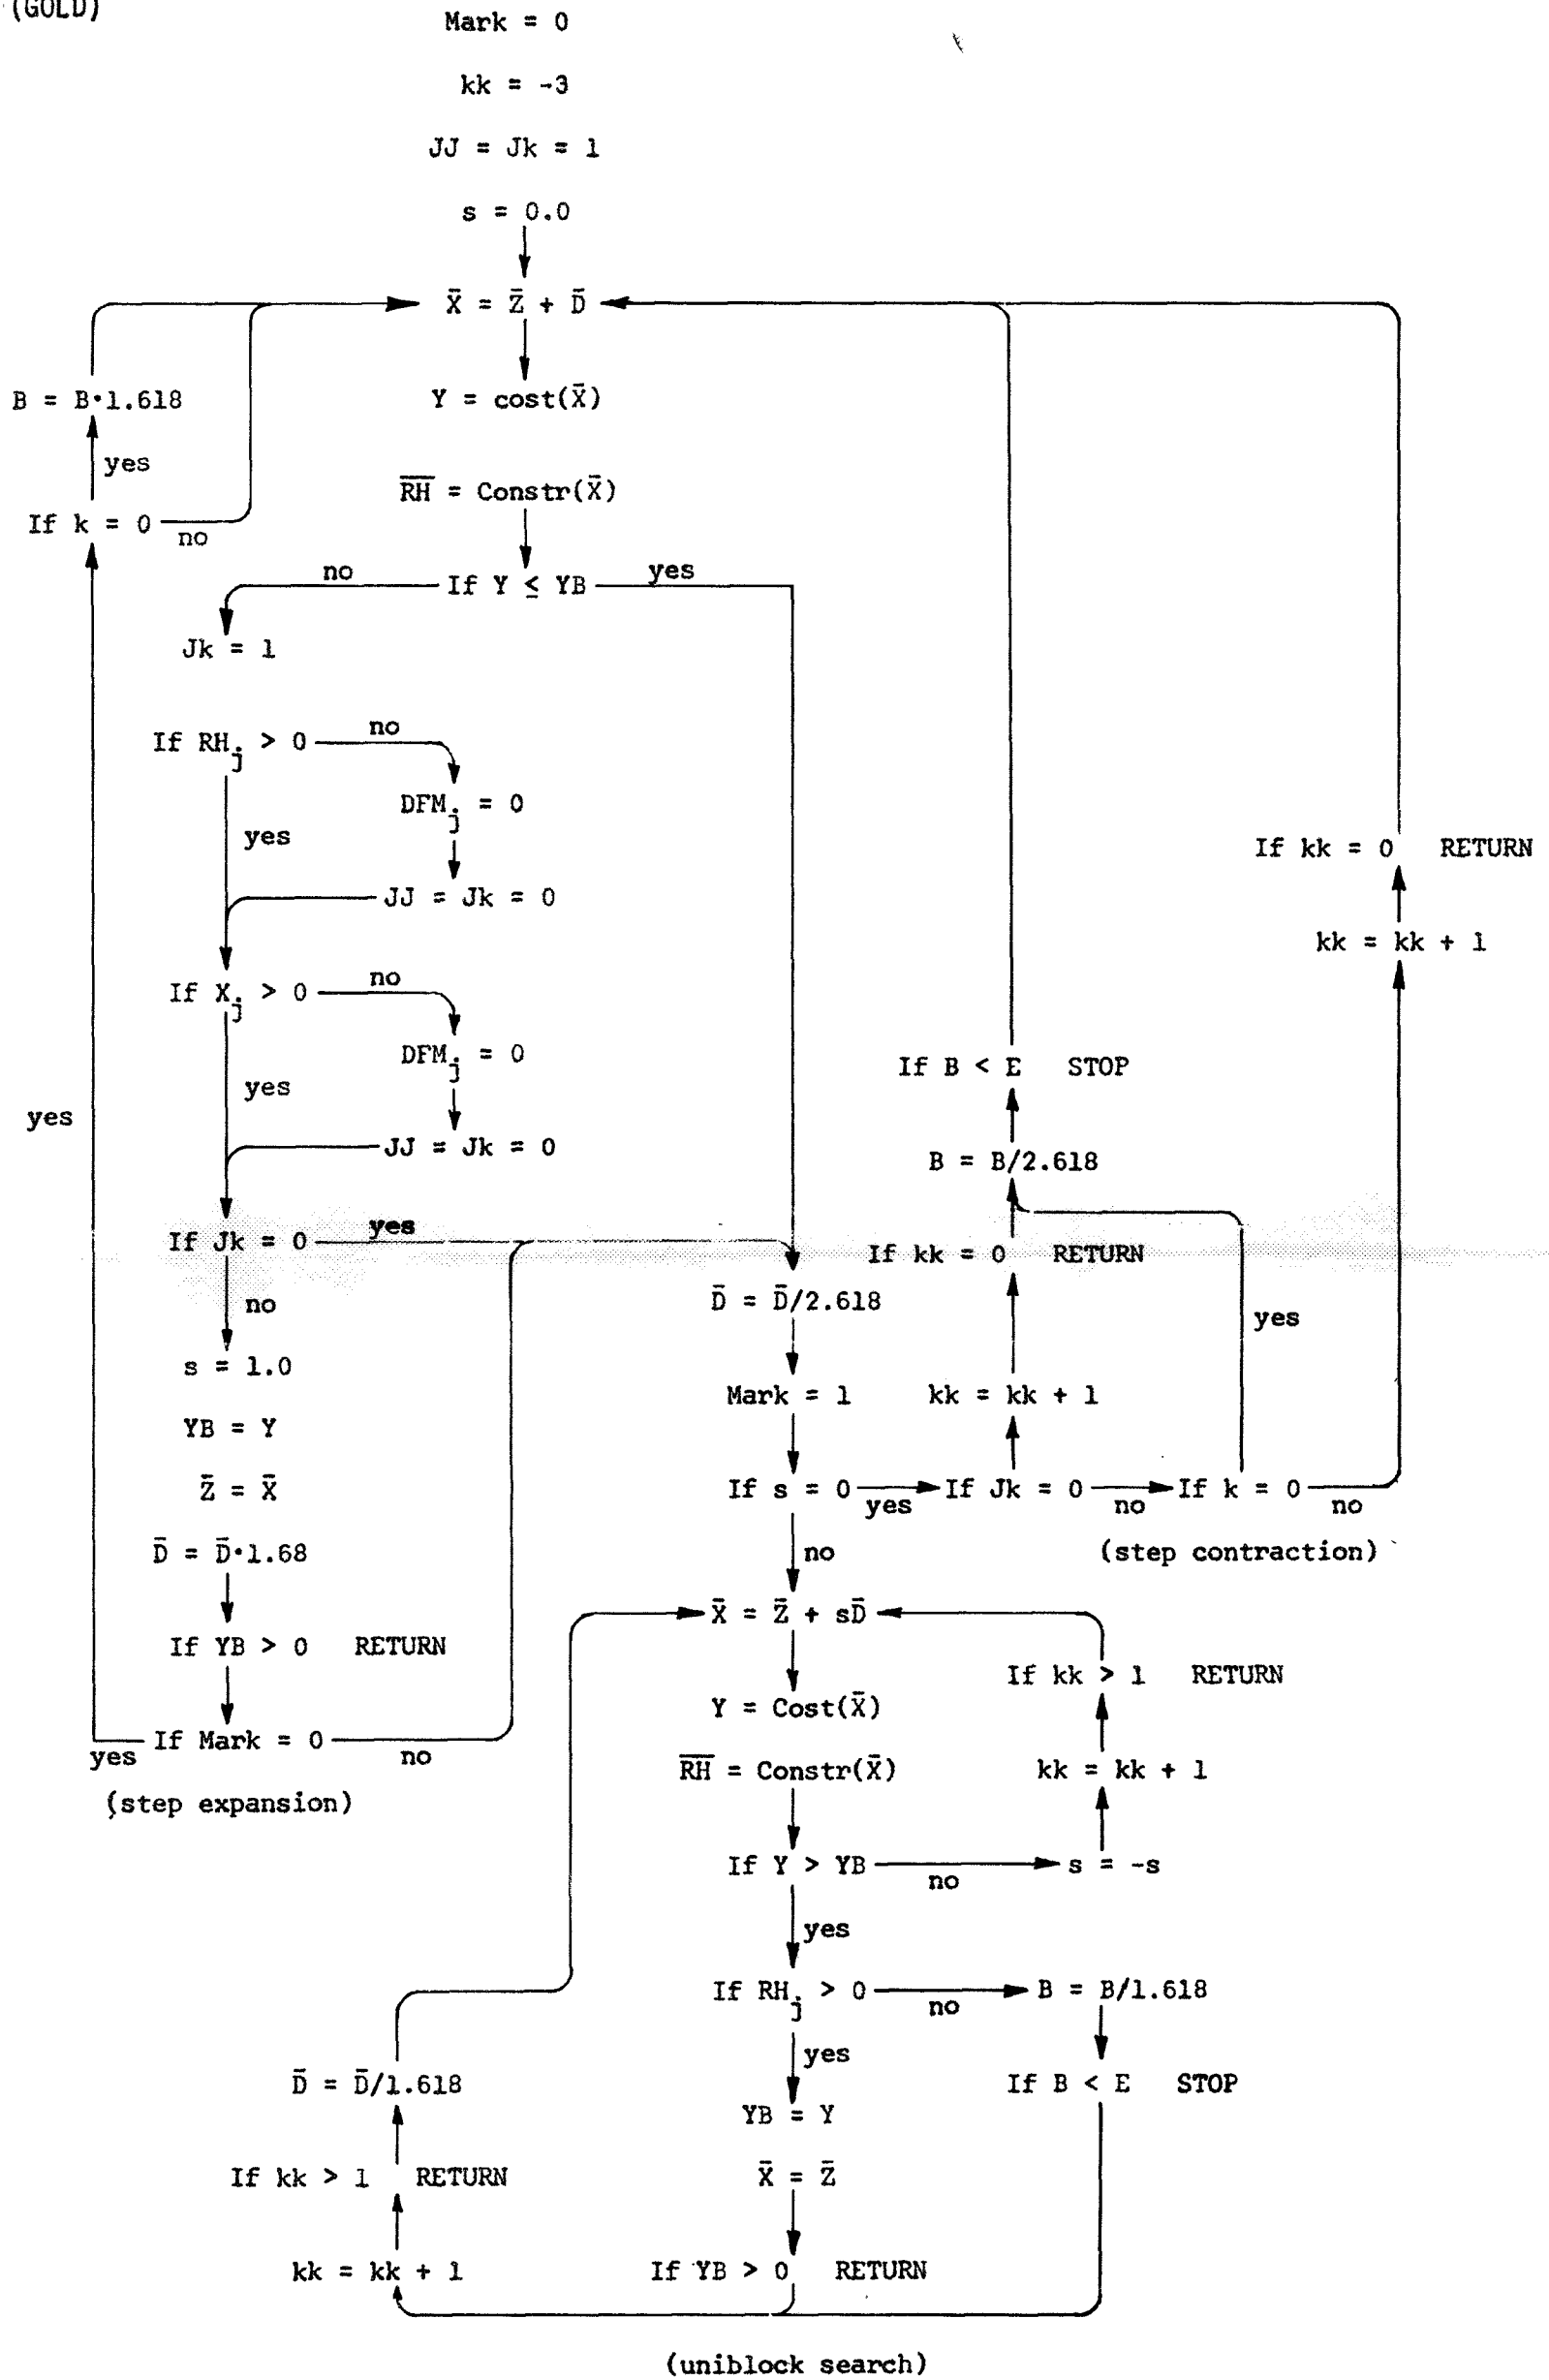 (GOLD)
Mark = 0
kk = -3
JJ = Jk = 1
s = 0.0
X̄ = Z̄ + D̄
B = B·1.618
Y = cost(X̄)
yes
R̅H̅ = Constr(X̄)
If k = 0
no
no
If Y ≤ YB
yes
Jk = 1
If RHj > 0
no
DFMj = 0
yes
If kk = 0 RETURN
JJ = Jk = 0
kk = kk + 1
If Xj > 0
no
DFMj = 0
If B < E STOP
yes
yes
JJ = Jk = 0
B = B/2.618
If Jk = 0
yes
If kk = 0 RETURN
no
D̄ = D̄/2.618
yes
s = 1.0
Mark = 1
kk = kk + 1
YB = Y
Z̄ = X̄
If s = 0
yes
If Jk = 0
no
If k = 0
no
D̄ = D̄·1.68
no
(step contraction)
X̄ = Z̄ + sD̄
If YB > 0 RETURN
If kk > 1 RETURN
Y = Cost(X̄)
yes
If Mark = 0
no
R̅H̅ = Constr(X̄)
kk = kk + 1
(step expansion)
If Y > YB
no
s = -s
yes
If RHj > 0
no
B = B/1.618
yes
D̄ = D̄/1.618
If B < E STOP
YB = Y
If kk > 1 RETURN
X̄ = Z̄
kk = kk + 1
If YB > 0 RETURN
(uniblock search)